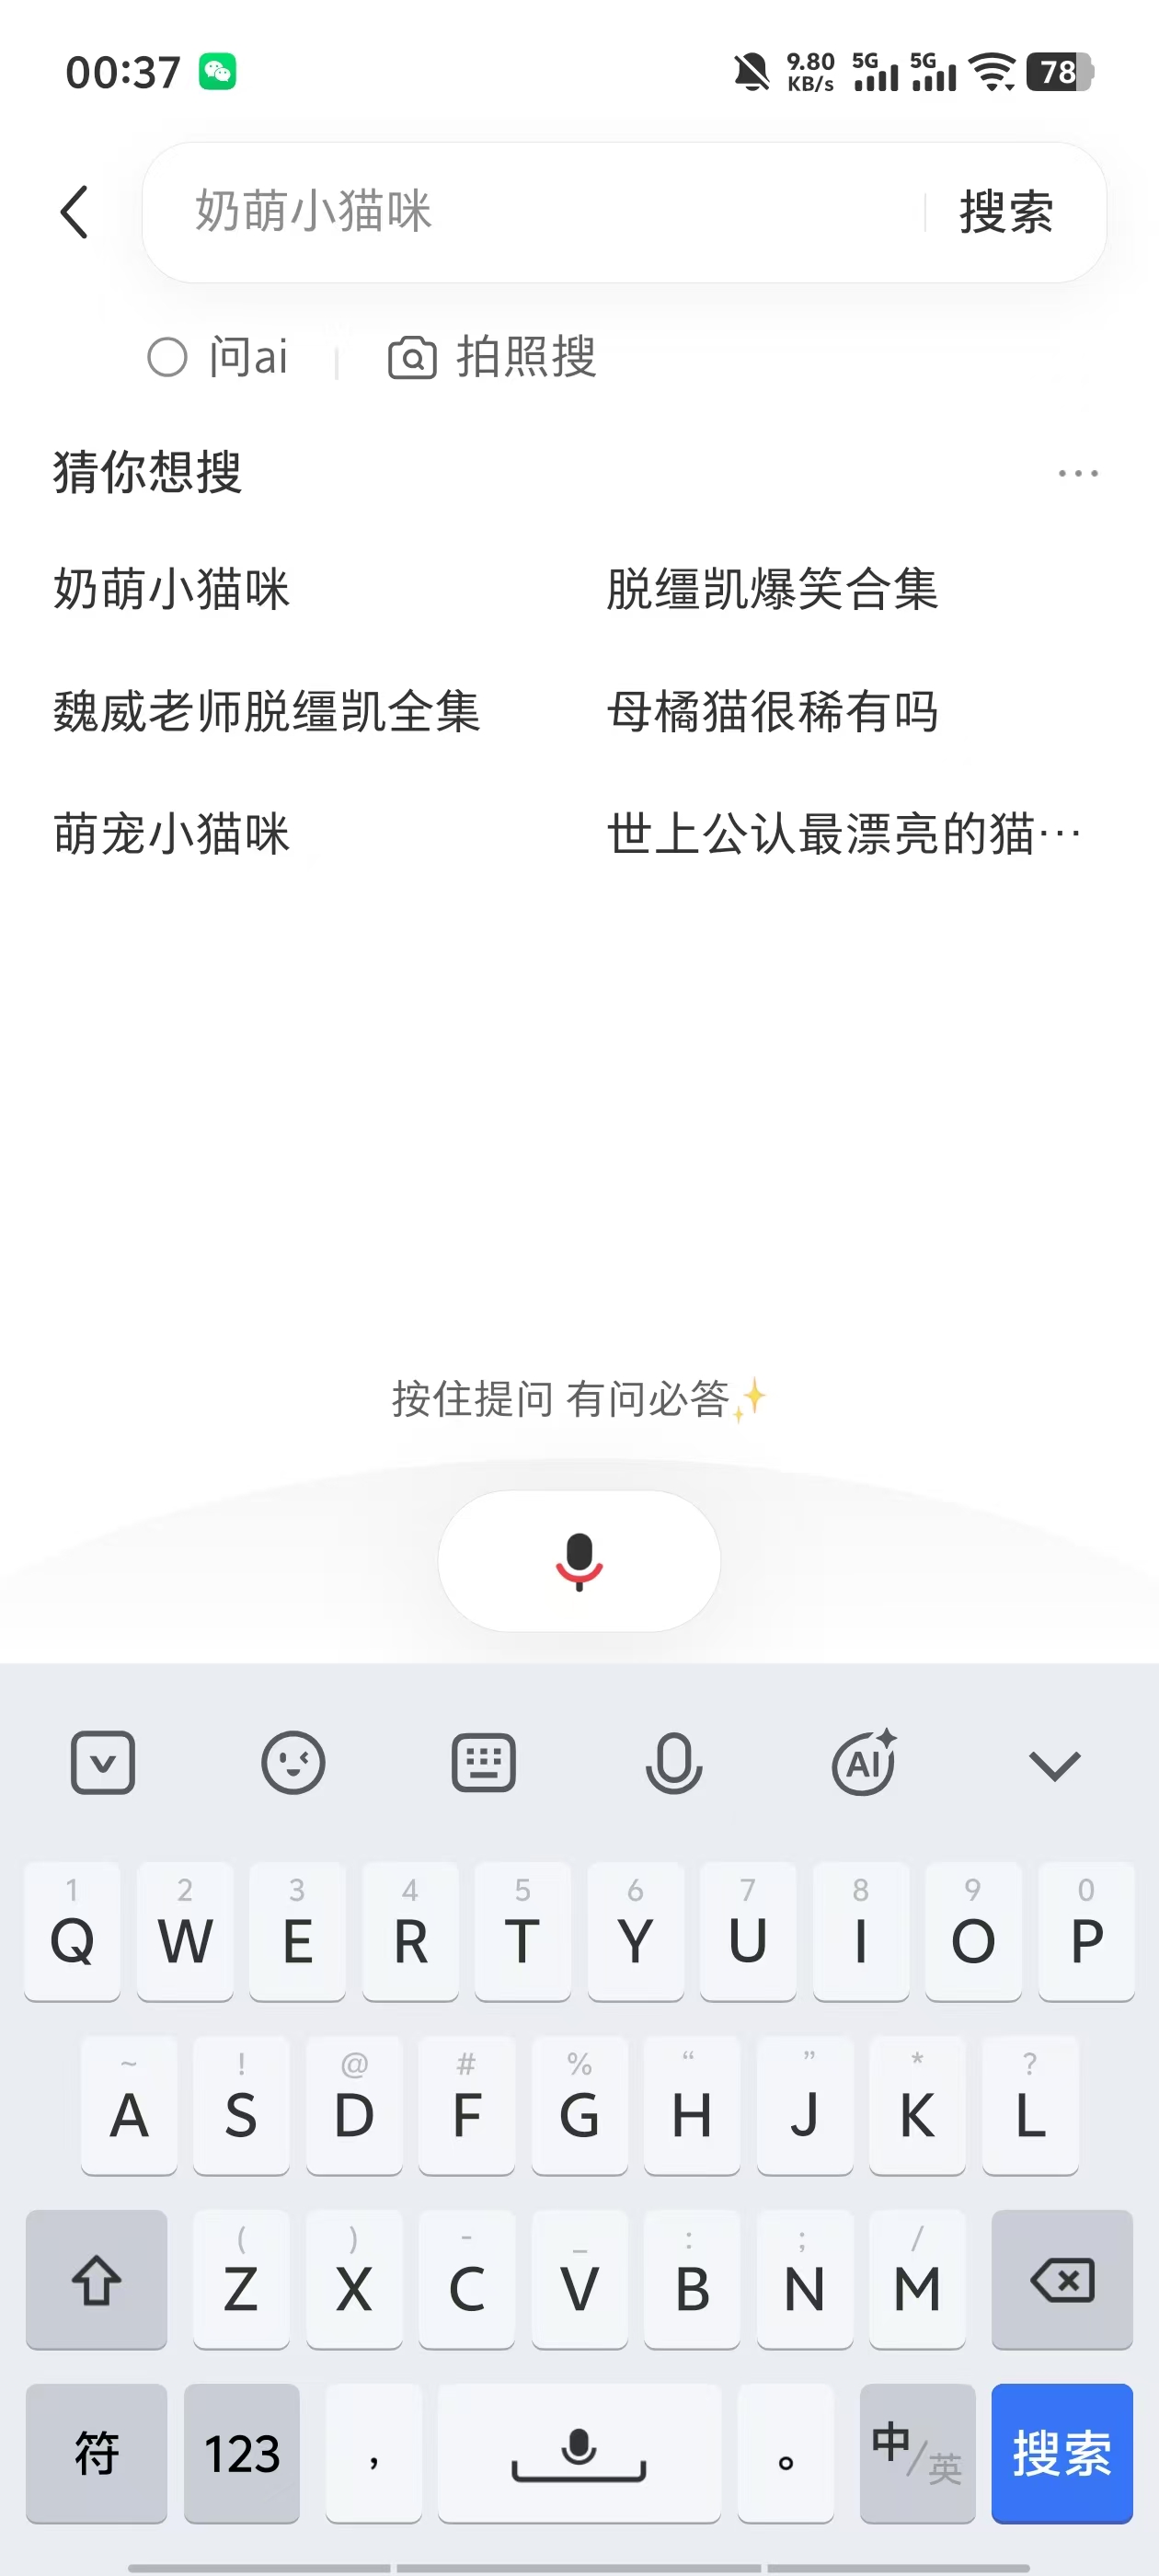 00:37 9.80 KB/s 5G 5G 78
奶萌小猫咪 搜索
问ai 拍照搜
猜你想搜 ···
奶萌小猫咪 脱缰凯爆笑合集
魏威老师脱缰凯全集 母橘猫很稀有吗
萌宠小猫咪 世上公认最漂亮的猫···
按住提问 有问必答✨
AI
1 2 3 4 5 6 7 8 9 0
Q W E R T Y U I O P
~ ! @ # % “ ” * ?
A S D F G H J K L
( ) - _ : ; /
Z X C V B N M
符 123 , 。 中/英 搜索